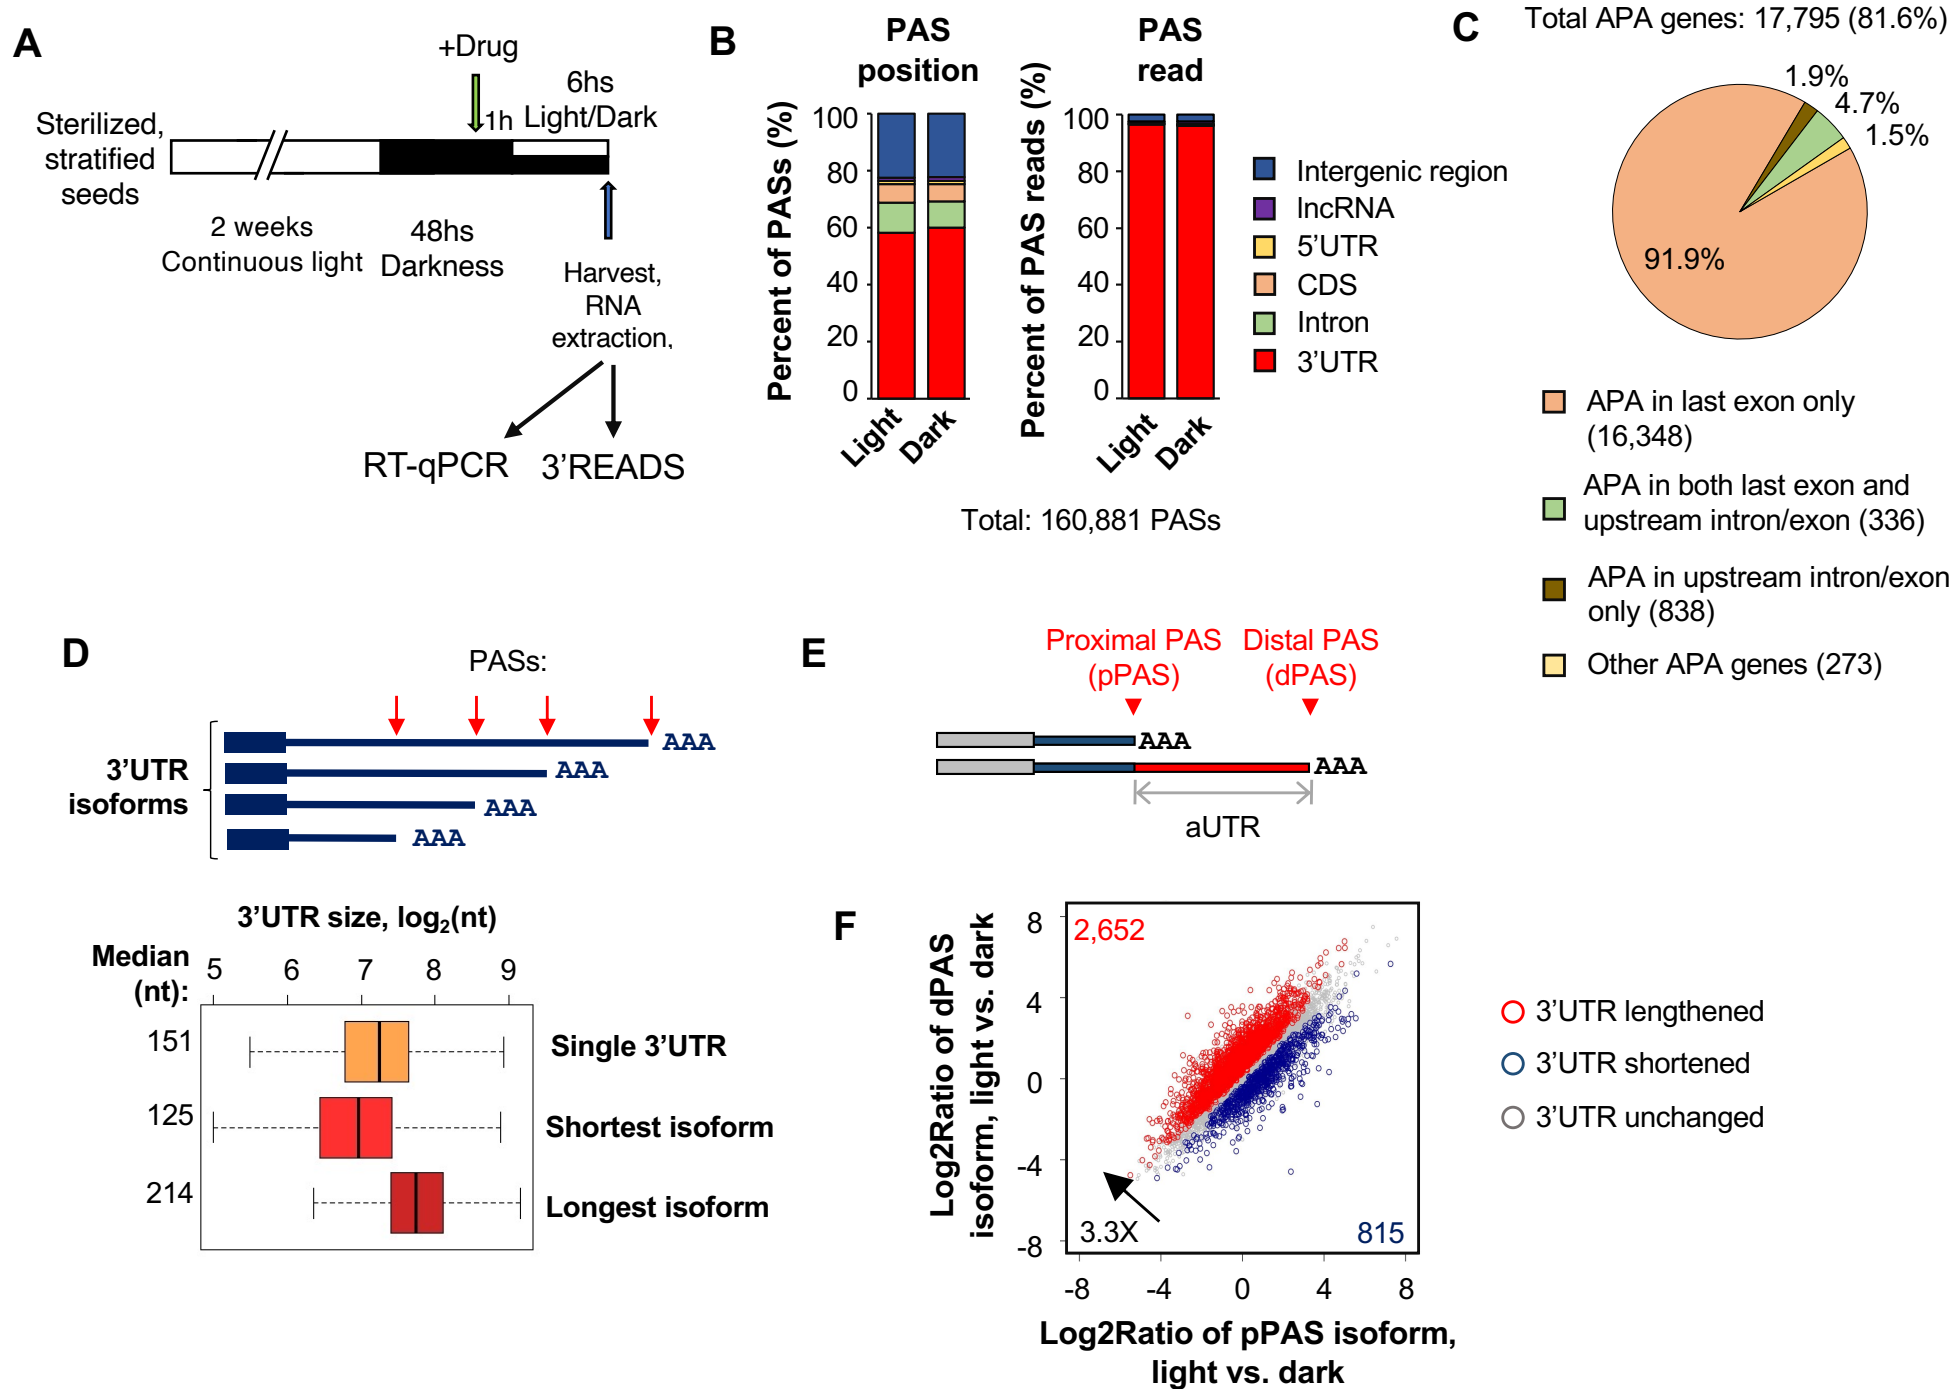 A
+Drug
1h
6hs
Light/Dark
Sterilized,
stratified
seeds
2 weeks
Continuous light
48hs
Darkness
Harvest,
RNA
extraction,
RT-qPCR
3’READS
B
PAS
position
PAS
read
Percent of PASs (%)
100
80
60
40
20
0
Light
Dark
Percent of PAS reads (%)
100
80
60
40
20
0
Light
Dark
Intergenic region
lncRNA
5’UTR
CDS
Intron
3’UTR
Total: 160,881 PASs
C
Total APA genes: 17,795 (81.6%)
1.9%
4.7%
1.5%
91.9%
APA in last exon only
(16,348)
APA in both last exon and
upstream intron/exon (336)
APA in upstream intron/exon
only (838)
Other APA genes (273)
D
PASs:
3’UTR
isoforms
AAA
AAA
AAA
AAA
3’UTR size, log2(nt)
Median
(nt):
5 6 7 8 9
151
Single 3’UTR
125
Shortest isoform
214
Longest isoform
E
Proximal PAS
(pPAS)
Distal PAS
(dPAS)
AAA
AAA
aUTR
F
Log2Ratio of dPAS
isoform, light vs. dark
8
4
0
-4
-8
2,652
3.3X
815
-8 -4 0 4 8
Log2Ratio of pPAS isoform,
light vs. dark
3’UTR lengthened
3’UTR shortened
3’UTR unchanged